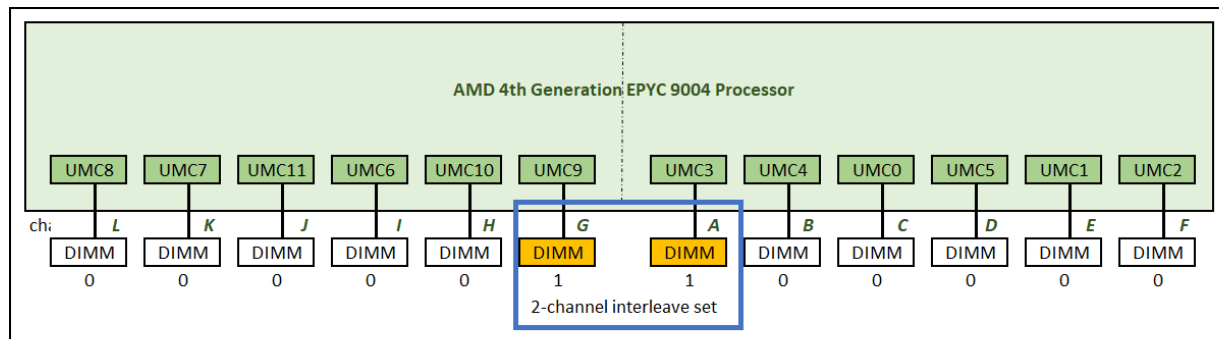 AMD 4th Generation EPYC 9004 Processor
UMC8 UMC7 UMC11 UMC6 UMC10 UMC9 UMC3 UMC4 UMC0 UMC5 UMC1 UMC2
cha L K J I H G A B C D E F
DIMM DIMM DIMM DIMM DIMM DIMM DIMM DIMM DIMM DIMM DIMM DIMM
0 0 0 0 0 1 1 0 0 0 0 0
2-channel interleave set